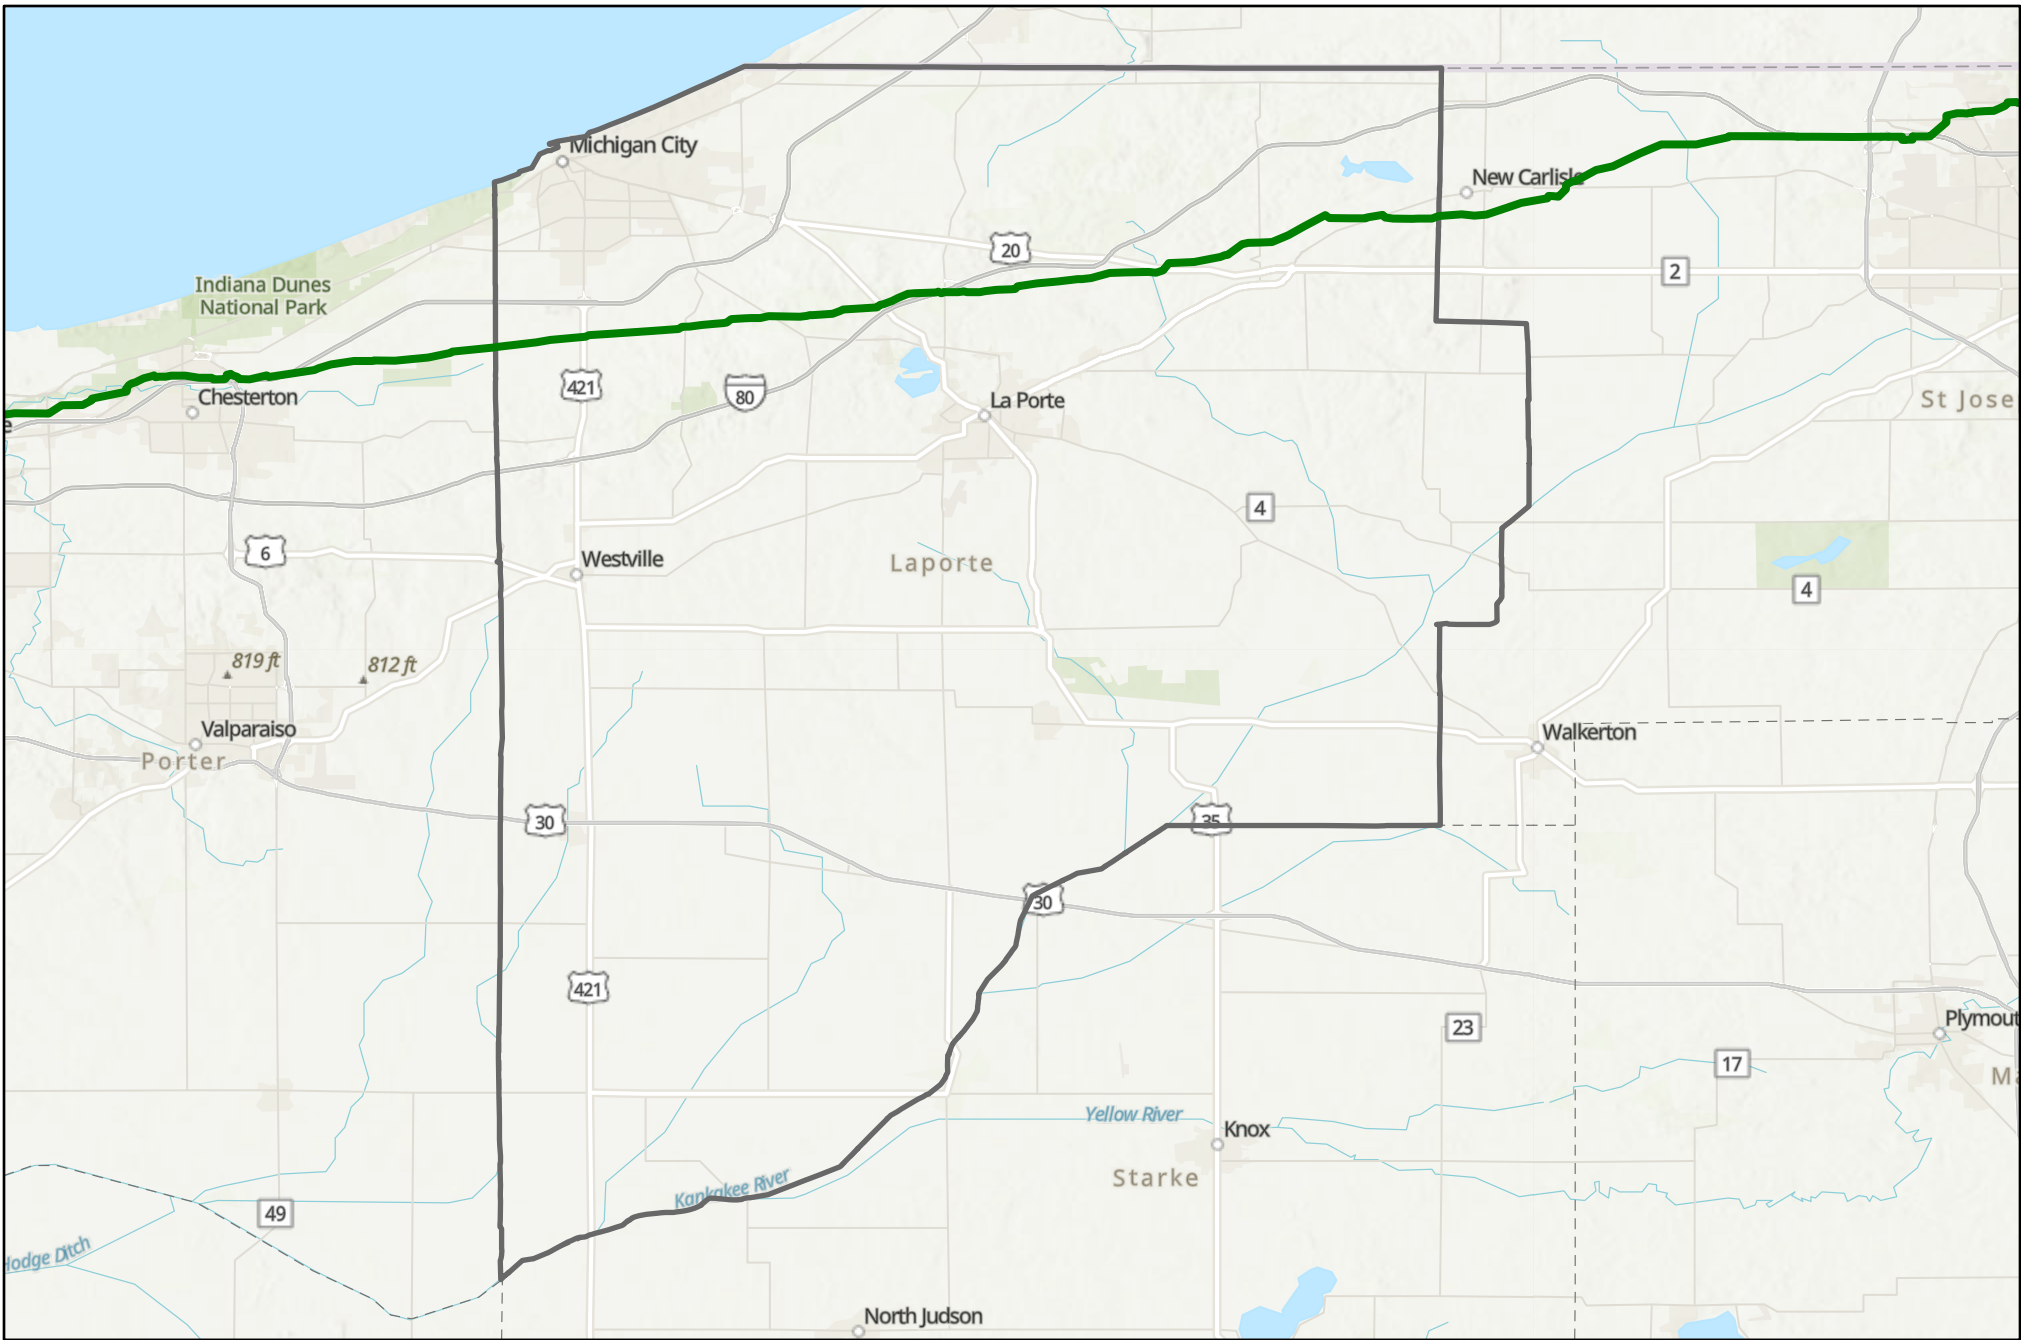 Michigan City
New Carlisle
20
2
Indiana Dunes
National Park
Chesterton
421
80
La Porte
St Jose
4
6
Westville
Laporte
4
819 ft
812 ft
Valparaiso
Porter
Walkerton
30
35
30
421
23
Plymout
17
Ma
Yellow River
Knox
Starke
Kankakee River
49
Hodge Ditch
North Judson